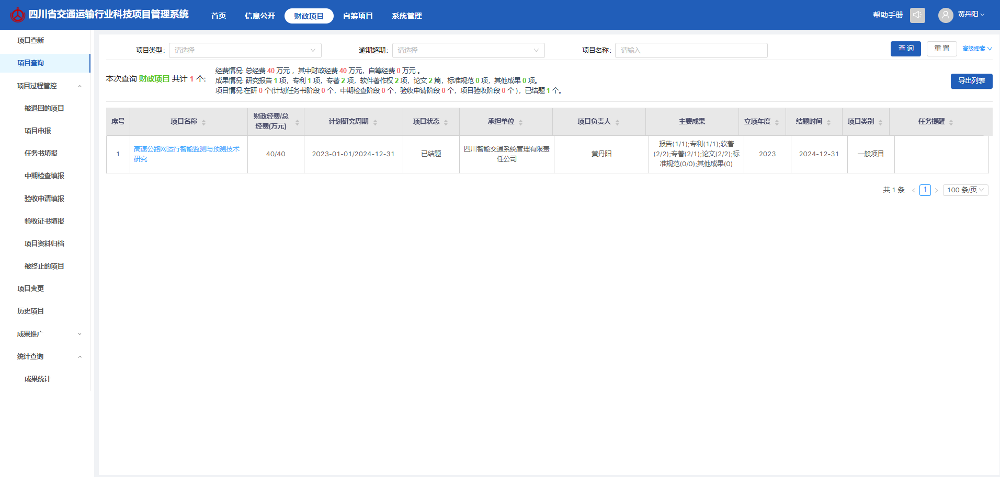 四川省交通运输行业科技项目管理系统
首页
信息公开
财政项目
自筹项目
系统管理
帮助手册
黄丹阳
项目查新
项目查询
项目过程管控
被退回的项目
项目申报
任务书填报
中期检查填报
验收申请填报
验收证书填报
项目资料归档
被终止的项目
项目变更
历史项目
成果推广
统计查询
成果统计
项目类型: 请选择
逾期超期: 请选择
项目名称: 请输入
查 询
重 置
高级搜索
本次查询 财政项目 共计 1 个:
经费情况: 总经费 40 万元 ，其中财政经费 40 万元，自筹经费 0 万元 。
成果情况: 研究报告 1 项，专利 1 项，专著 2 项，软件著作权 2 项，论文 2 篇，标准规范 0 项，其他成果 0 项。
项目情况:在研 0 个(计划任务书阶段 0 个，中期检查阶段 0 个，验收申请阶段 0 个，项目验收阶段 0 个 )，已结题 1 个。
导出列表
序号
项目名称
财政经费/总
经费(万元)
计划研究周期
项目状态
承担单位
项目负责人
主要成果
立项年度
结题时间
项目类别
任务提醒
1
高速公路网运行智能监测与预测技术
研究
40/40
2023-01-01/2024-12-31
已结题
四川智能交通系统管理有限责
任公司
黄丹阳
报告(1/1);专利(1/1);软著
(2/2);专著(2/1);论文(2/2);标
准规范(0/0);其他成果(0)
2023
2024-12-31
一般项目
共 1 条
1
100 条/页